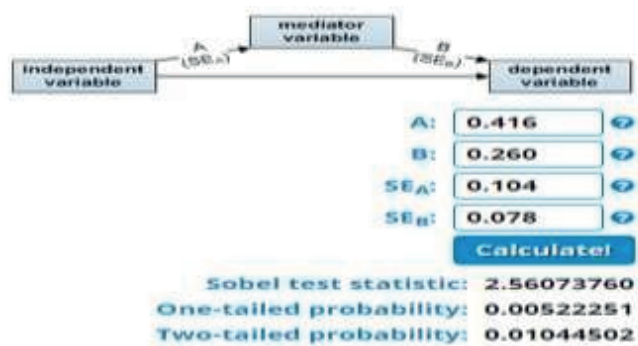 mediator
variable
A
(SEA)
B
(SEB)
independent
variable
dependent
variable
A: 0.416 ?
B: 0.260 ?
SEA: 0.104 ?
SEB: 0.078 ?
Calculate!
Sobel test statistic: 2.56073760
One-tailed probability: 0.00522251
Two-tailed probability: 0.01044502